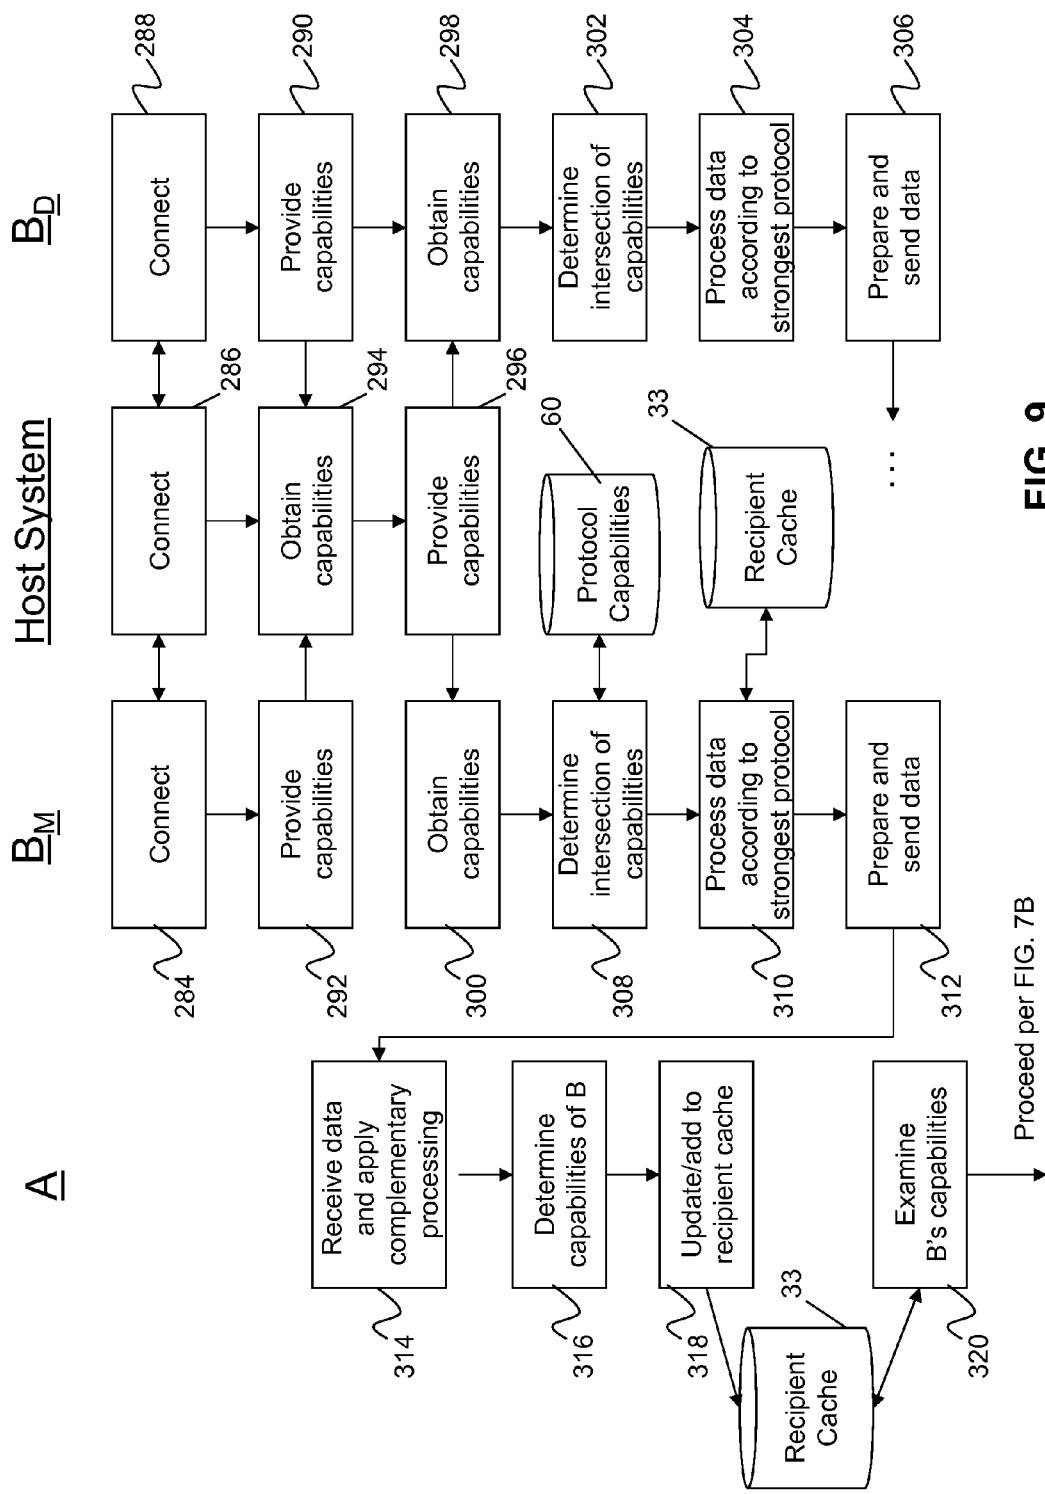 A
B_M
Host System
B_D
Connect
284
Connect
286
Connect
288
Provide
capabilities
292
Obtain
capabilities
294
Provide
capabilities
290
Obtain
capabilities
300
Provide
capabilities
296
Obtain
capabilities
298
Determine
intersection of
capabilities
308
Protocol
Capabilities
60
Determine
intersection of
capabilities
302
Process data
according to
strongest protocol
310
Recipient
Cache
33
Process data
according to
strongest protocol
304
Prepare and
send data
312
...
Prepare and
send data
306
Receive data
and apply
complementary
processing
314
Determine
capabilities of B
316
Update/add to
recipient cache
318
Recipient
Cache
33
Examine
B's capabilities
320
Proceed per FIG. 7B
FIG. 9